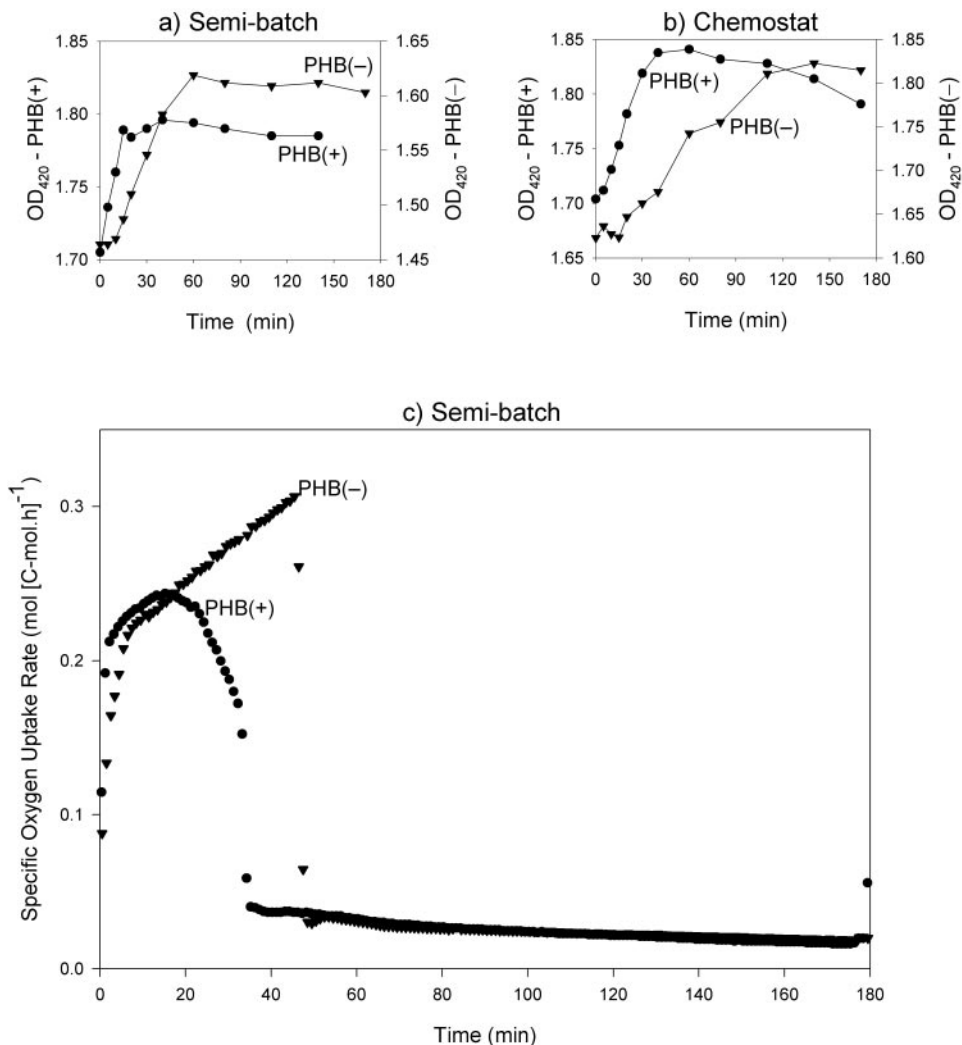 a) Semi-batch
OD420 - PHB(+)
1.85
1.80
1.75
1.70
PHB(–)
PHB(+)
1.65
1.60
1.55
1.50
1.45
OD420 - PHB(–)
0 30 60 90 120 150 180
Time (min)
b) Chemostat
OD420 - PHB(+)
1.85
1.80
1.75
1.70
1.65
PHB(+)
PHB(–)
1.85
1.80
1.75
1.70
1.65
1.60
OD420 - PHB(–)
0 30 60 90 120 150 180
Time (min)
c) Semi-batch
Specific Oxygen Uptake Rate (mol [C-mol.h]-1)
0.3
0.2
0.1
0.0
PHB(–)
PHB(+)
0 20 40 60 80 100 120 140 160 180
Time (min)